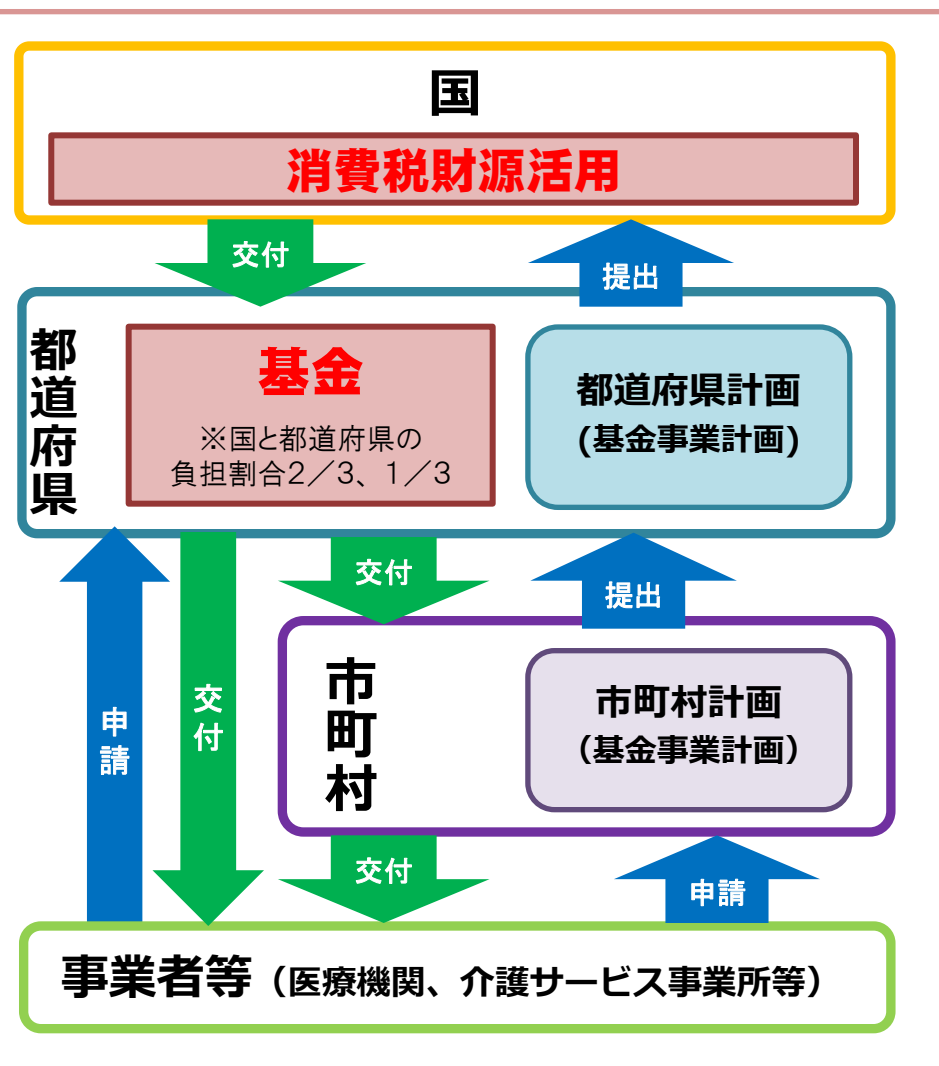 国
消費税財源活用
交付
提出
都道府県
基金
※国と都道府県の
負担割合2/3、1/3
都道府県計画
(基金事業計画)
交付
提出
申請
交付
市町村
市町村計画
（基金事業計画）
交付
申請
事業者等（医療機関、介護サービス事業所等）